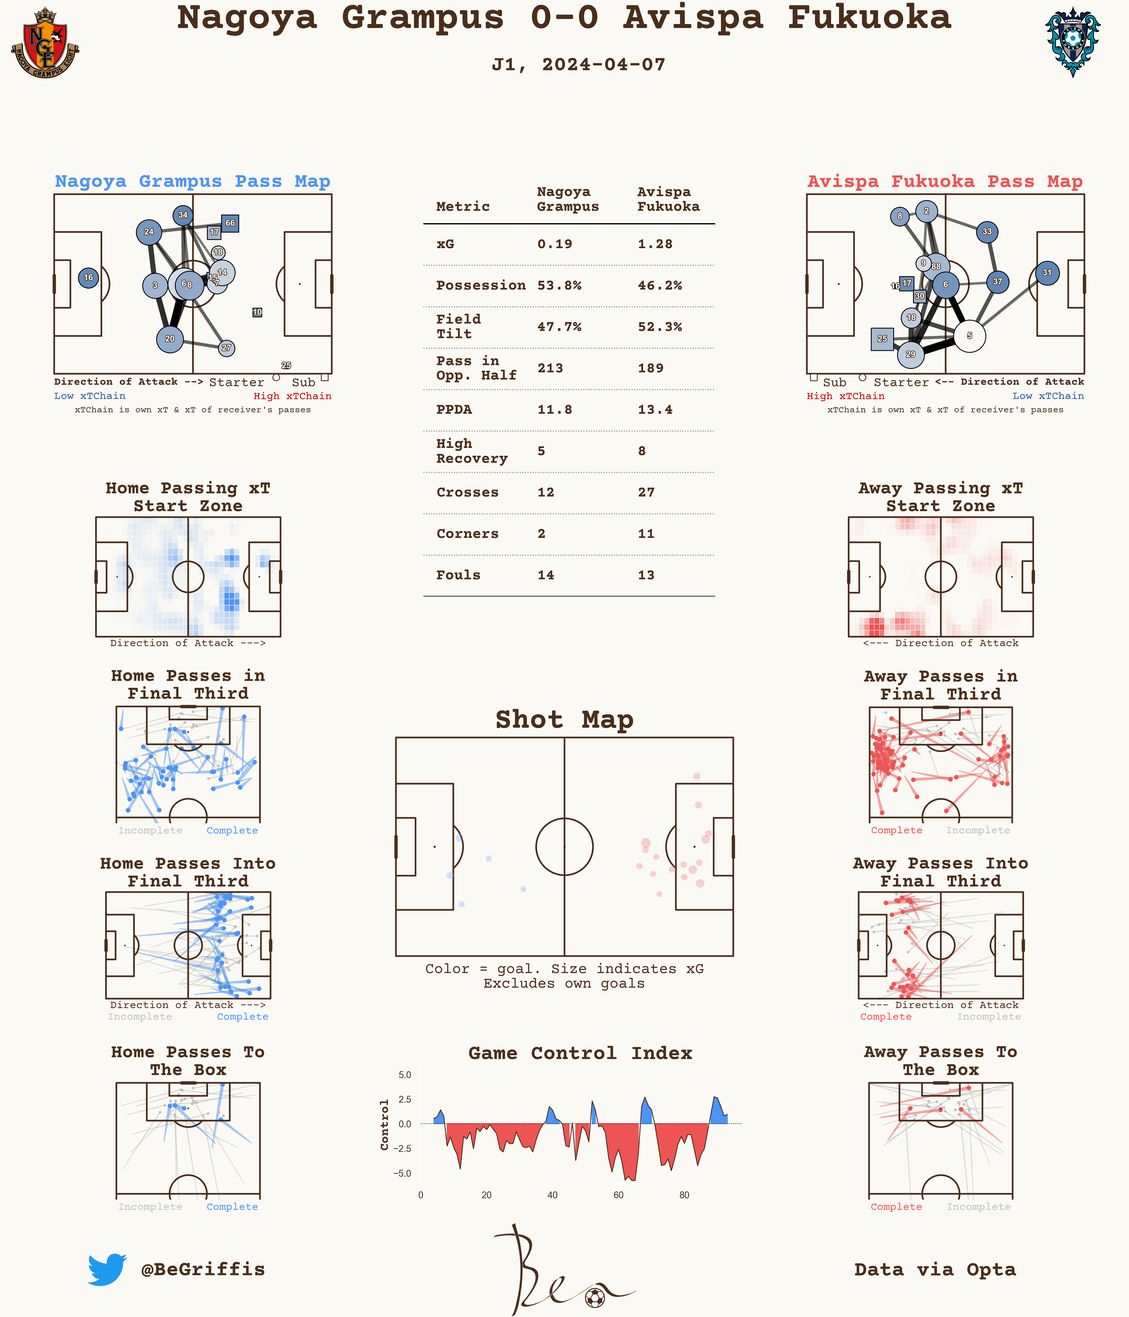 Nagoya Grampus 0-0 Avispa Fukuoka
J1, 2024-04-07
NAGOYA GRAMPUS EIGHT
Nagoya Grampus Pass Map
34
66
24
17
18
14
16
3
6
8
10
20
27
25
Direction of Attack --> Starter Sub
Low xTChain High xTChain
xTChain is own xT & xT of receiver's passes
Metric Nagoya Grampus Avispa Fukuoka
xG 0.19 1.28
Possession 53.8% 46.2%
Field Tilt 47.7% 52.3%
Pass in Opp. Half 213 189
PPDA 11.8 13.4
High Recovery 5 8
Crosses 12 27
Corners 2 11
Fouls 14 13
Avispa Fukuoka Pass Map
8
2
33
9
88
31
16
17
6
37
30
18
25
5
29
Sub Starter <-- Direction of Attack
High xTChain Low xTChain
xTChain is own xT & xT of receiver's passes
Home Passing xT
Start Zone
Direction of Attack --->
Away Passing xT
Start Zone
<--- Direction of Attack
Home Passes in
Final Third
Incomplete Complete
Away Passes in
Final Third
Complete Incomplete
Shot Map
Color = goal. Size indicates xG
Excludes own goals
Home Passes Into
Final Third
Direction of Attack --->
Incomplete Complete
Away Passes Into
Final Third
<--- Direction of Attack
Complete Incomplete
Home Passes To
The Box
Incomplete Complete
Game Control Index
Control
5.0
2.5
0.0
−2.5
−5.0
0 20 40 60 80
Away Passes To
The Box
Complete Incomplete
@BeGriffis
Bea
Data via Opta